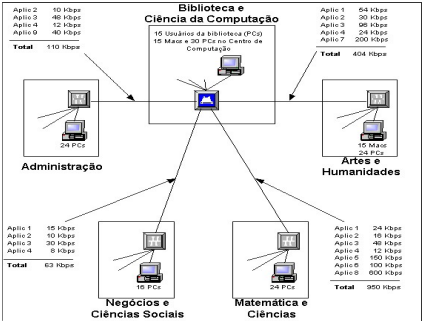 Biblioteca e
Ciência da Computação
Aplic 2 10 Kbps
Aplic 3 48 Kbps
Aplic 4 12 Kbps
Aplic 9 40 Kbps
Total 110 Kbps
15 Usuários da biblioteca (PCs)
15 Macs e 30 PCs no Centro de
Computação
Aplic 1 54 Kbps
Aplic 2 30 Kbps
Aplic 3 96 Kbps
Aplic 4 24 Kbps
Aplic 7 200 Kbps
Total 404 Kbps
24 PCs
Administração
15 Macs
24 PCs
Artes e
Humanidades
Aplic 1 15 Kbps
Aplic 2 10 Kbps
Aplic 3 30 Kbps
Aplic 4 8 Kbps
Total 63 Kbps
15 PCs
Negócios e
Ciências Sociais
24 PCs
Matemática e
Ciências
Aplic 1 24 Kbps
Aplic 2 16 Kbps
Aplic 3 48 Kbps
Aplic 4 12 Kbps
Aplic 5 150 Kbps
Aplic 6 100 Kbps
Aplic 8 600 Kbps
Total 950 Kbps